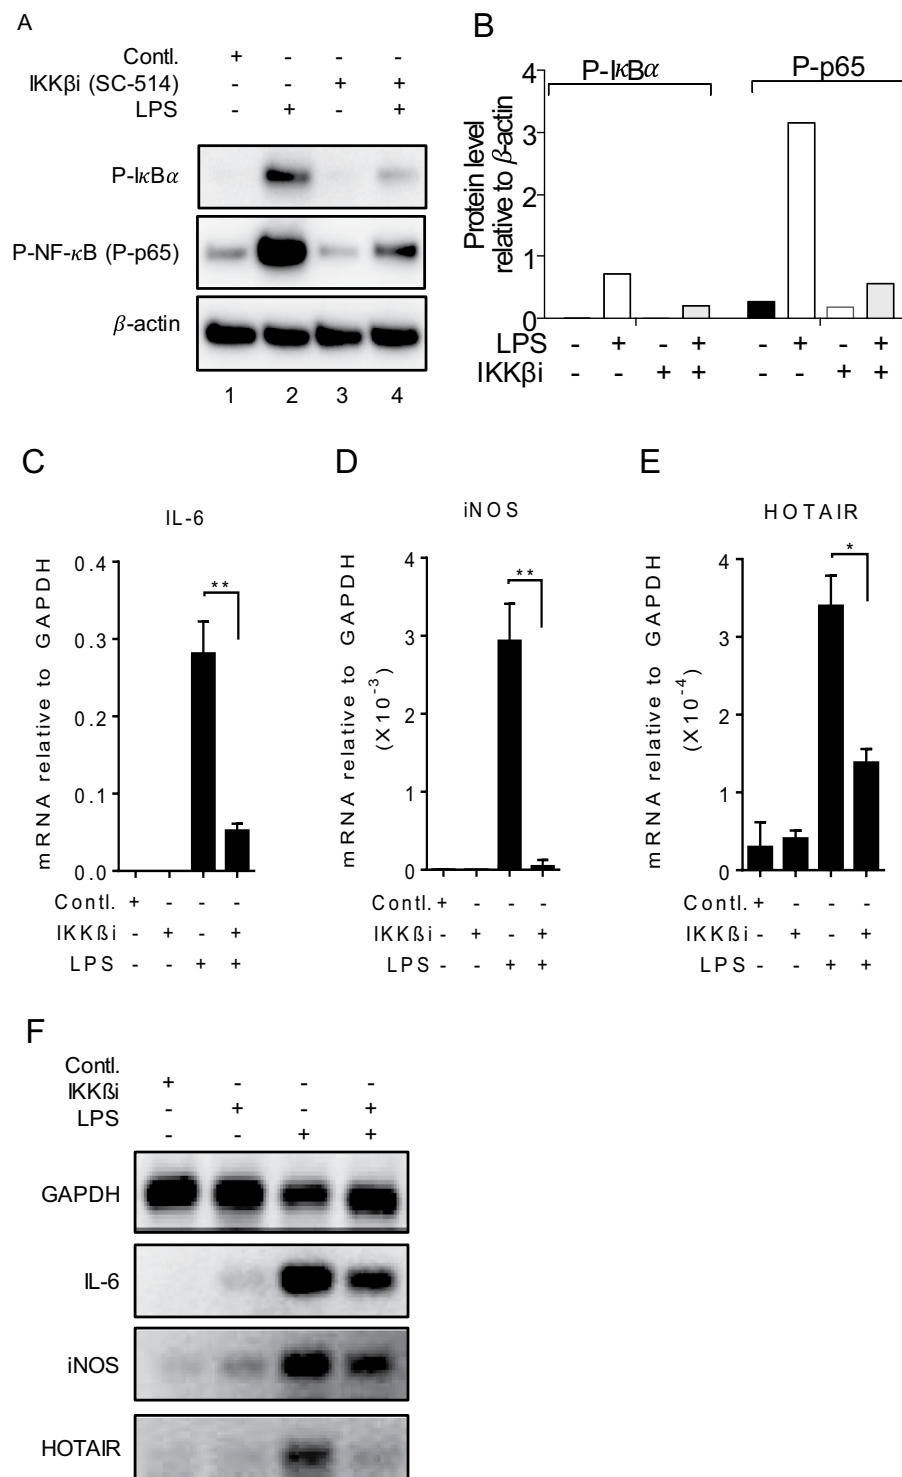 A
Contl. + - - -
IKKβi (SC-514) - - + +
LPS - + - +
P-IκBα
P-NF-κB (P-p65)
β-actin
1 2 3 4
B
P-IκBα P-p65
Protein level
relative to β-actin
4
3
2
1
0
LPS - + - + - + - +
IKKβi - - + + - - + +
C
IL-6
mRNA relative to GAPDH
0.4
0.3
0.2
0.1
0.0
**
Contl. + - - -
IKKßi - + - +
LPS - - + +
D
iNOS
mRNA relative to GAPDH
(X10-3)
4
3
2
1
0
**
Contl. + - - -
IKKßi - + - +
LPS - - + +
E
HOTAIR
mRNA relative to GAPDH
(X10-4)
4
3
2
1
0
*
Contl. + - - -
IKKßi - + - +
LPS - - + +
F
Contl. + - - -
IKKßi - + - +
LPS - - + +
GAPDH
IL-6
iNOS
HOTAIR